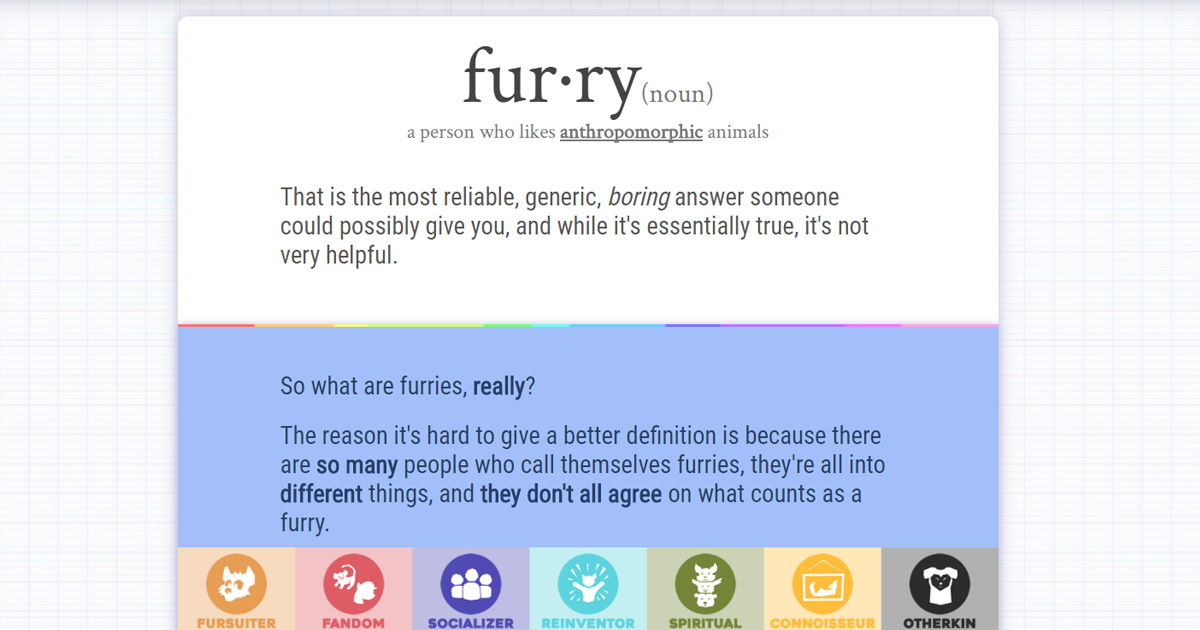 fur·ry(noun)
a person who likes anthropomorphic animals
That is the most reliable, generic, boring answer someone
could possibly give you, and while it's essentially true, it's not
very helpful.
So what are furries, really?
The reason it's hard to give a better definition is because there
are so many people who call themselves furries, they're all into
different things, and they don't all agree on what counts as a
furry.
FURSUITER FANDOM SOCIALIZER REINVENTOR SPIRITUAL CONNOISSEUR OTHERKIN